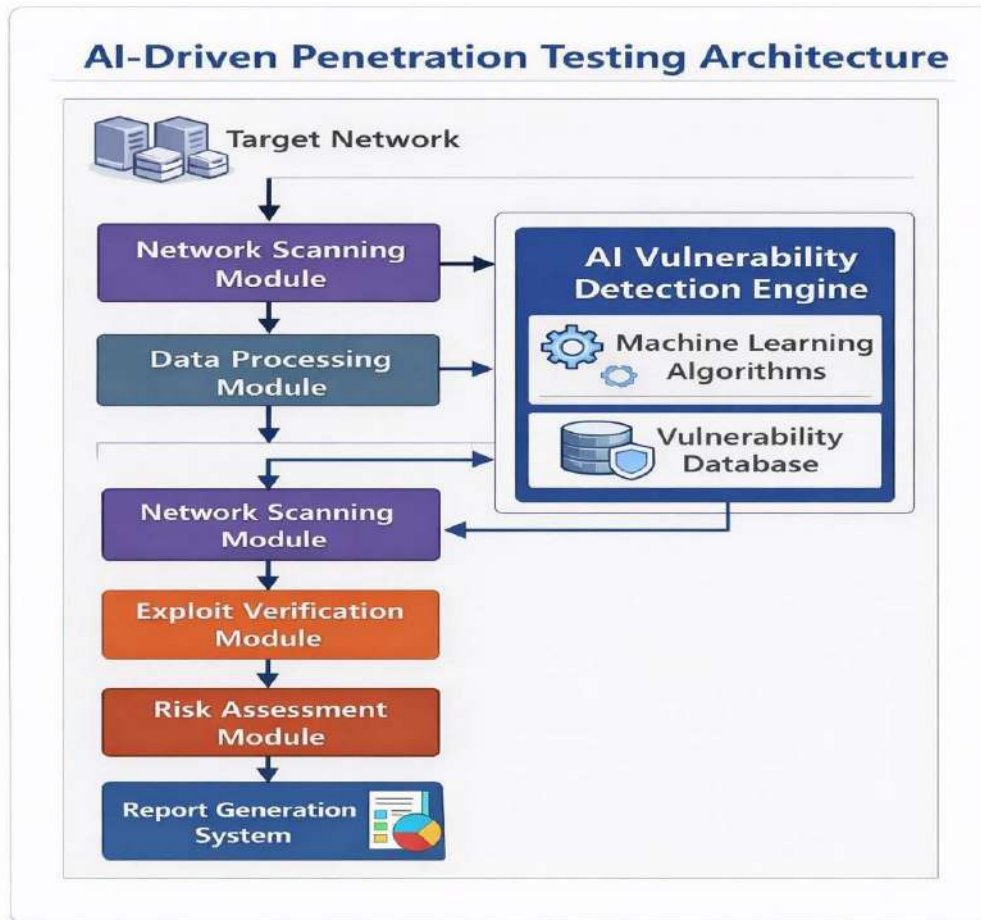 AI-Driven Penetration Testing Architecture
Target Network
Network Scanning
Module
AI Vulnerability
Detection Engine
Machine Learning
Algorithms
Data Processing
Module
Vulnerability
Database
Network Scanning
Module
Exploit Verification
Module
Risk Assessment
Module
Report Generation
System